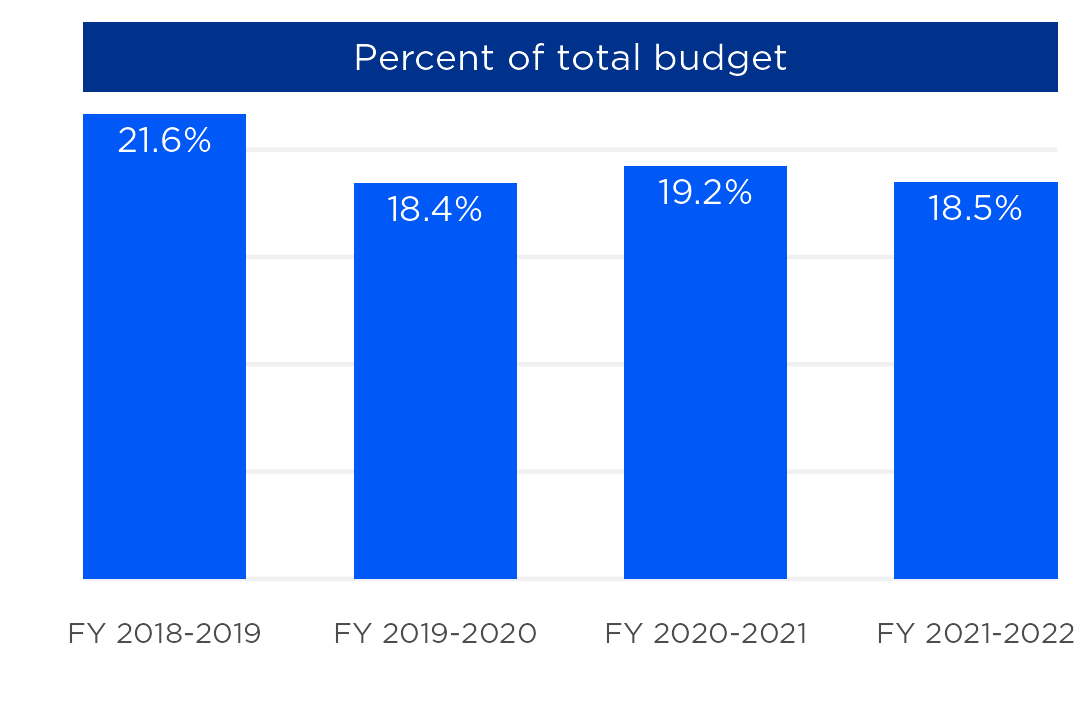 Percent of total budget
21.6%
18.4%
19.2%
18.5%
FY 2018-2019
FY 2019-2020
FY 2020-2021
FY 2021-2022